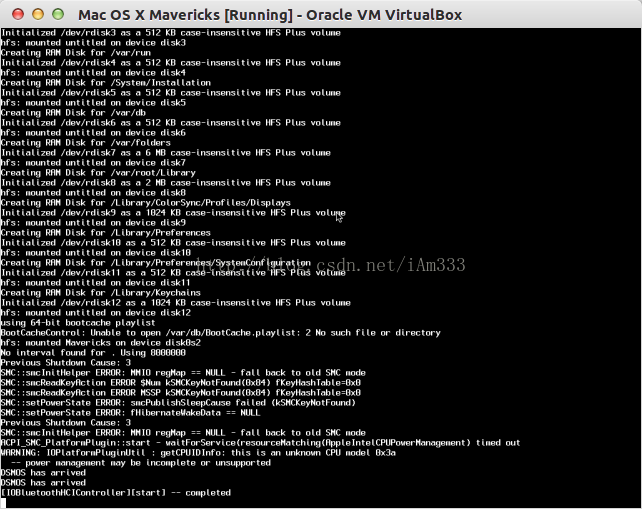 Mac OS X Mavericks [Running] - Oracle VM VirtualBox
Initialized /dev/rdisk3 as a 512 KB case-insensitive HFS Plus volume
hfs: mounted untitled on device disk3
Creating RAM Disk for /var/run
Initialized /dev/rdisk4 as a 512 KB case-insensitive HFS Plus volume
hfs: mounted untitled on device disk4
Creating RAM Disk for /System/Installation
Initialized /dev/rdisk5 as a 512 KB case-insensitive HFS Plus volume
hfs: mounted untitled on device disk5
Creating RAM Disk for /var/db
Initialized /dev/rdisk6 as a 512 KB case-insensitive HFS Plus volume
hfs: mounted untitled on device disk6
Creating RAM Disk for /var/folders
Initialized /dev/rdisk7 as a 6 MB case-insensitive HFS Plus volume
hfs: mounted untitled on device disk7
Creating RAM Disk for /var/root/Library
Initialized /dev/rdisk8 as a 2 MB case-insensitive HFS Plus volume
hfs: mounted untitled on device disk8
Creating RAM Disk for /Library/ColorSync/Profiles/Displays
Initialized /dev/rdisk9 as a 1024 KB case-insensitive HFS Plus volume
hfs: mounted untitled on device disk9
Creating RAM Disk for /Library/Preferences
Initialized /dev/rdisk10 as a 512 KB case-insensitive HFS Plus volume
hfs: mounted untitled on device disk10
Creating RAM Disk for /Library/Preferences/SystemConfiguration
http://blog.csdn.net/iAm333
Initialized /dev/rdisk11 as a 512 KB case-insensitive HFS Plus volume
hfs: mounted untitled on device disk11
Creating RAM Disk for /Library/Keychains
Initialized /dev/rdisk12 as a 1024 KB case-insensitive HFS Plus volume
hfs: mounted untitled on device disk12
using 64-bit bootcache playlist
BootCacheControl: Unable to open /var/db/BootCache.playlist: 2 No such file or directory
hfs: mounted Mavericks on device disk0s2
No interval found for . Using 8000000
Previous Shutdown Cause: 3
SMC::smcInitHelper ERROR: MMIO regMap == NULL - fall back to old SMC mode
SMC::smcReadKeyAction ERROR $Num kSMCKeyNotFound(0x84) fKeyHashTable=0x0
SMC::smcReadKeyAction ERROR MSSP kSMCKeyNotFound(0x84) fKeyHashTable=0x0
SMC::setPowerState ERROR: smcPublishSleepCause failed (kSMCKeyNotFound)
SMC::setPowerState ERROR: fHibernateWakeData == NULL
Previous Shutdown Cause: 3
SMC::smcInitHelper ERROR: MMIO regMap == NULL - fall back to old SMC mode
ACPI_SMC_PlatformPlugin::start - waitForService(resourceMatching(AppleIntelCPUPowerManagement) timed out
WARNING: IOPlatformPluginUtil : getCPUIDInfo: this is an unknown CPU model 0x3a
-- power management may be incomplete or unsupported
DSMOS has arrived
DSMOS has arrived
[IOBluetoothHCIController][start] -- completed